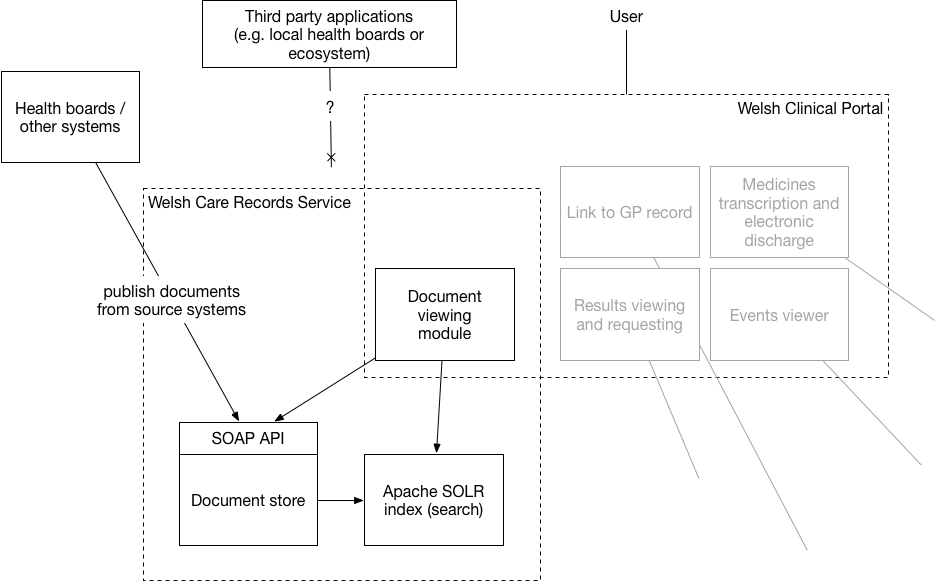 Third party applications
(e.g. local health boards or
ecosystem)
User
Health boards /
other systems
?
Welsh Clinical Portal
Welsh Care Records Service
Link to GP record
Medicines
transcription and
electronic
discharge
publish documents
from source systems
Document
viewing
module
Results viewing
and requesting
Events viewer
SOAP API
Document store
Apache SOLR
index (search)